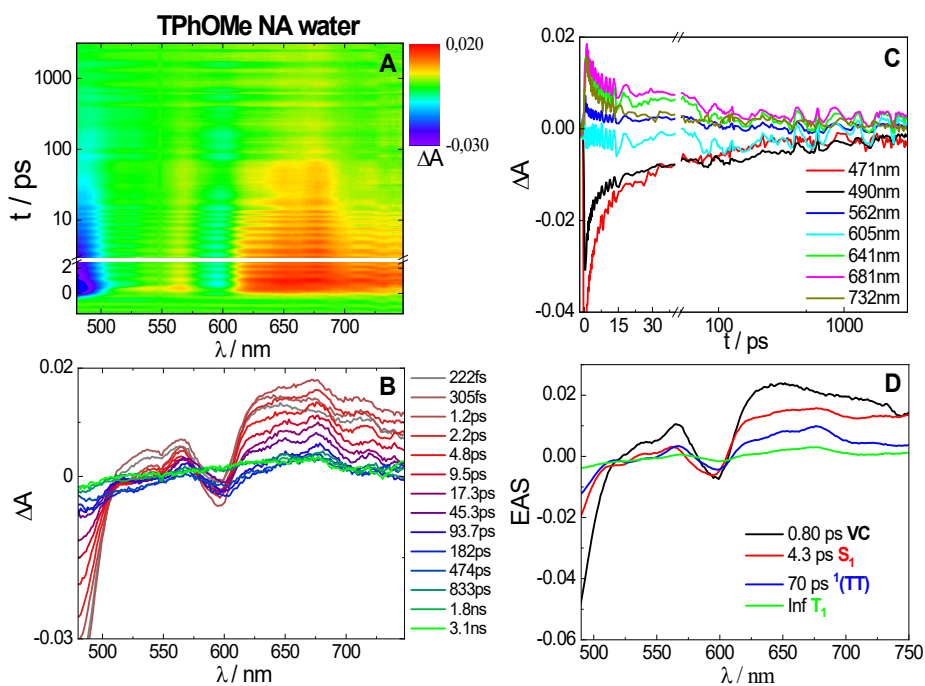 TPhOMe NA water
A
t / ps
1000
100
10
2
0
500 550 600 650 700
λ / nm
0,020
ΔA
-0,030
C
ΔA
0.02
0.00
-0.02
-0.04
0 15 30 100 1000
t / ps
471nm
490nm
562nm
605nm
641nm
681nm
732nm
B
ΔA
0.02
0
-0.03
500 550 600 650 700
λ / nm
222fs
305fs
1.2ps
2.2ps
4.8ps
9.5ps
17.3ps
45.3ps
93.7ps
182ps
474ps
833ps
1.8ns
3.1ns
D
EAS
0.02
0.00
-0.02
-0.04
-0.06
500 550 600 650 700 750
λ / nm
0.80 ps VC
4.3 ps S₁
70 ps ¹(TT)
Inf T₁